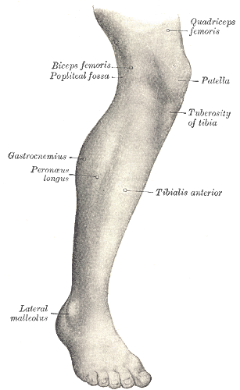 Quadriceps
femoris
Biceps femoris
Popliteal fossa
Patella
Tuberosity
of tibia
Gastrocnemius
Peronæus
longus
Tibialis anterior
Lateral
malleolus